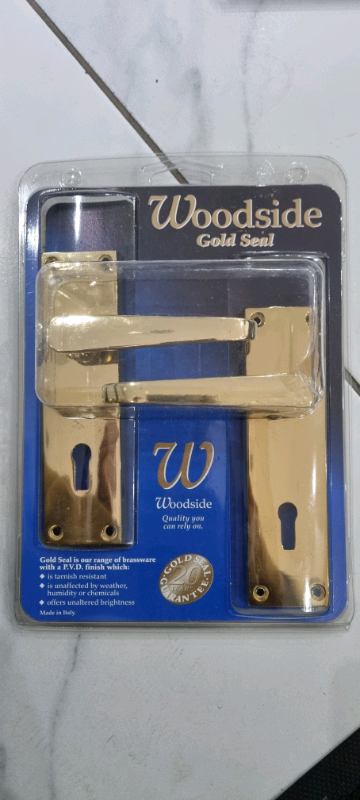 Woodside
Gold Seal
W
Woodside
Quality you
can rely on.
Gold Seal is our range of brassware
with a P.V.D. finish which:
is tarnish resistant
is unaffected by weather,
humidity or chemicals
offers unaltered brightness
Made in Italy.
GOLD SEAL
20
GUARANTEE